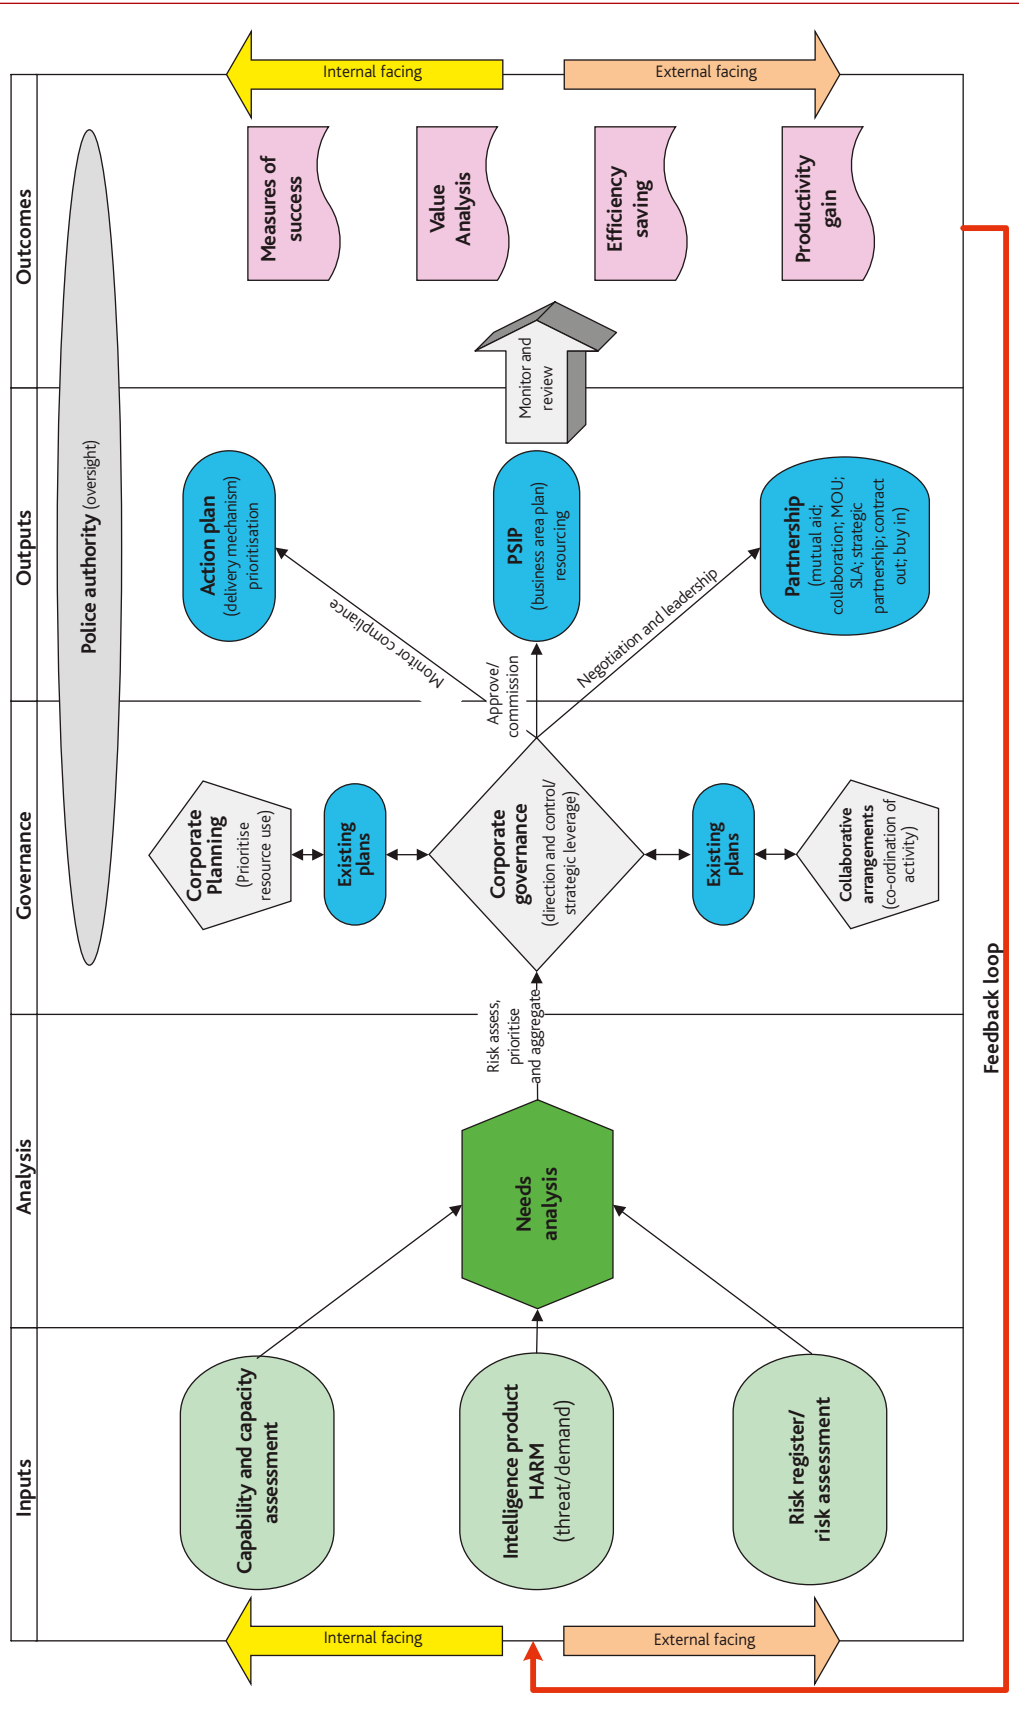 Inputs
Analysis
Governance
Outputs
Outcomes
Police authority (oversight)
Internal facing
External facing
Capability and capacity
assessment
Intelligence product
HARM
(threat/demand)
Risk register/
risk assessment
Needs
analysis
Risk assess,
prioritise
and aggregate
Corporate
Planning
(Prioritise
resource use)
Existing
plans
Corporate
governance
(direction and control/
strategic leverage)
Existing
plans
Collaborative
arrangements
(co-ordination of
activity)
Monitor compliance
Approve/
commission
Negotiation and leadership
Action plan
(delivery mechanism)
prioritisation
PSIP
(business area plan)
resourcing
Partnership
(mutual aid;
collaboration; MOU;
SLA; strategic
partnership; contract
out; buy in)
Monitor and
review
Measures of
success
Value
Analysis
Efficiency
saving
Productivity
gain
Internal facing
External facing
Feedback loop